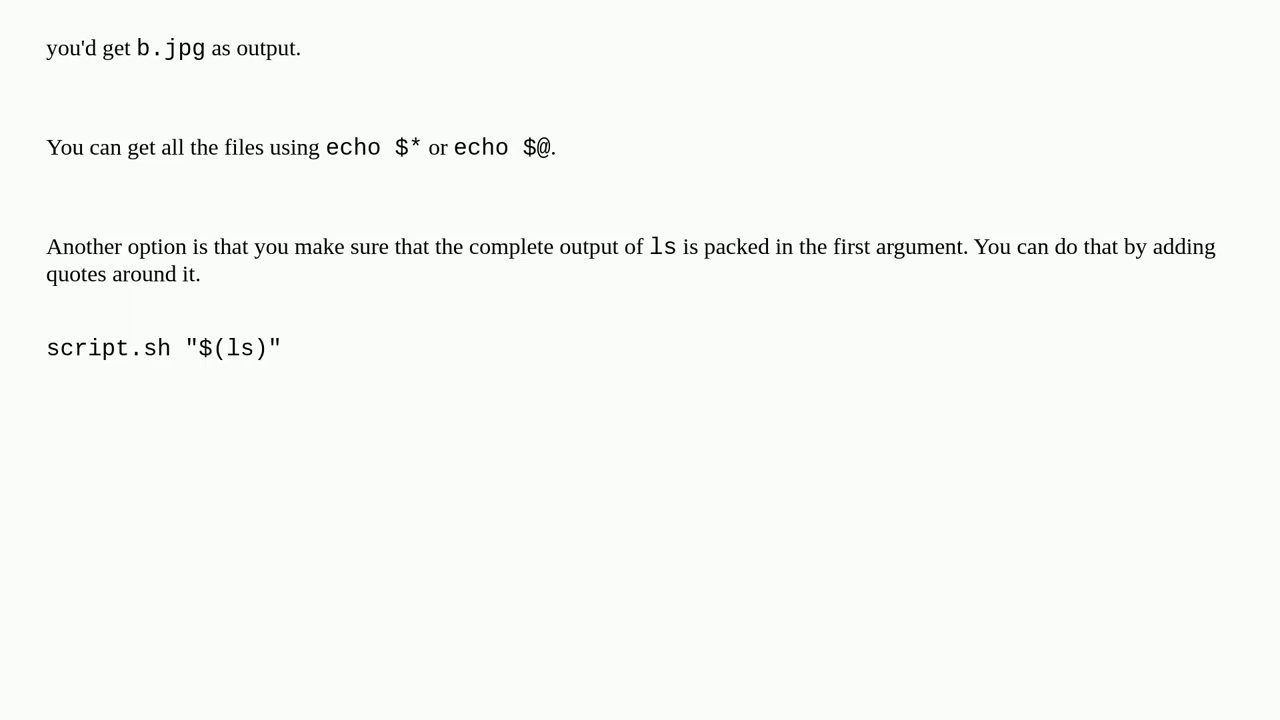 you'd get b.jpg as output.
You can get all the files using echo $* or echo $@.
Another option is that you make sure that the complete output of ls is packed in the first argument. You can do that by adding
quotes around it.
script.sh "$(ls)"